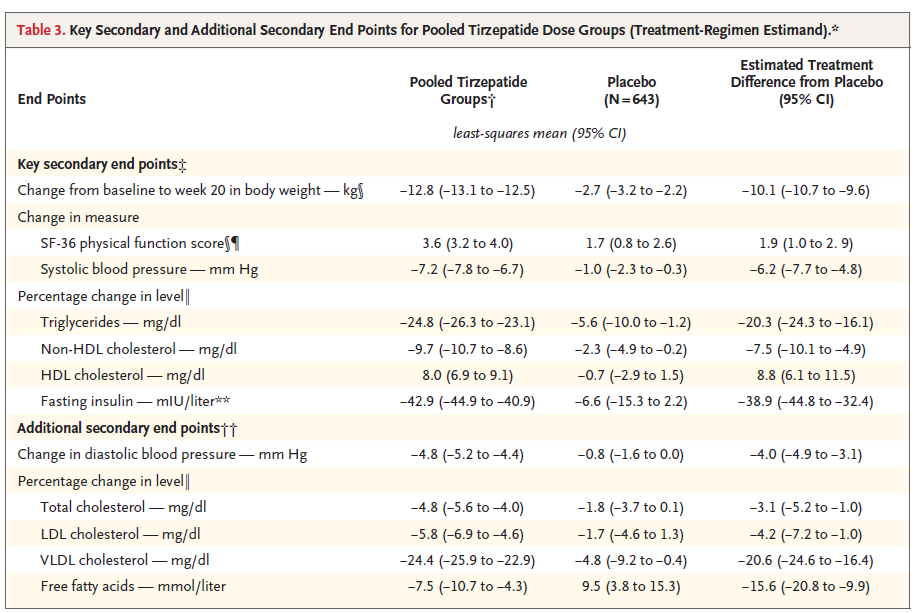 Table 3. Key Secondary and Additional Secondary End Points for Pooled Tirzepatide Dose Groups (Treatment-Regimen Estimand).*
End Points Pooled Tirzepatide Groups† Placebo (N=643) Estimated Treatment Difference from Placebo (95% CI)
least-squares mean (95% CI)
Key secondary end points‡
Change from baseline to week 20 in body weight — kg§ −12.8 (−13.1 to −12.5) −2.7 (−3.2 to −2.2) −10.1 (−10.7 to −9.6)
Change in measure
SF-36 physical function score§¶ 3.6 (3.2 to 4.0) 1.7 (0.8 to 2.6) 1.9 (1.0 to 2. 9)
Systolic blood pressure — mm Hg −7.2 (−7.8 to −6.7) −1.0 (−2.3 to −0.3) −6.2 (−7.7 to −4.8)
Percentage change in level‖
Triglycerides — mg/dl −24.8 (−26.3 to −23.1) −5.6 (−10.0 to −1.2) −20.3 (−24.3 to −16.1)
Non-HDL cholesterol — mg/dl −9.7 (−10.7 to −8.6) −2.3 (−4.9 to −0.2) −7.5 (−10.1 to −4.9)
HDL cholesterol — mg/dl 8.0 (6.9 to 9.1) −0.7 (−2.9 to 1.5) 8.8 (6.1 to 11.5)
Fasting insulin — mIU/liter** −42.9 (−44.9 to −40.9) −6.6 (−15.3 to 2.2) −38.9 (−44.8 to −32.4)
Additional secondary end points††
Change in diastolic blood pressure — mm Hg −4.8 (−5.2 to −4.4) −0.8 (−1.6 to 0.0) −4.0 (−4.9 to −3.1)
Percentage change in level‖
Total cholesterol — mg/dl −4.8 (−5.6 to −4.0) −1.8 (−3.7 to 0.1) −3.1 (−5.2 to −1.0)
LDL cholesterol — mg/dl −5.8 (−6.9 to −4.6) −1.7 (−4.6 to 1.3) −4.2 (−7.2 to −1.0)
VLDL cholesterol — mg/dl −24.4 (−25.9 to −22.9) −4.8 (−9.2 to −0.4) −20.6 (−24.6 to −16.4)
Free fatty acids — mmol/liter −7.5 (−10.7 to −4.3) 9.5 (3.8 to 15.3) −15.6 (−20.8 to −9.9)